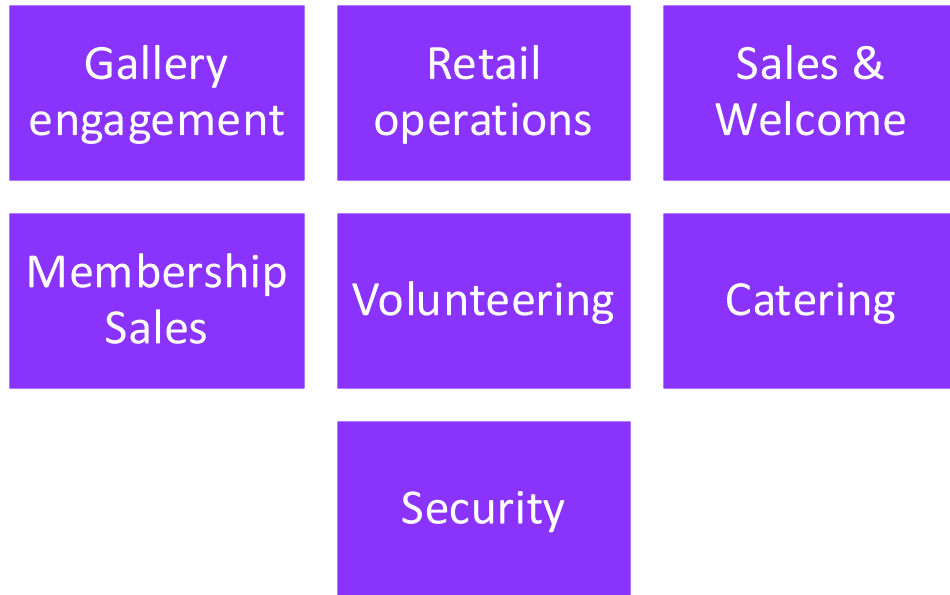 Gallery
engagement
Retail
operations
Sales &
Welcome
Membership
Sales
Volunteering
Catering
Security